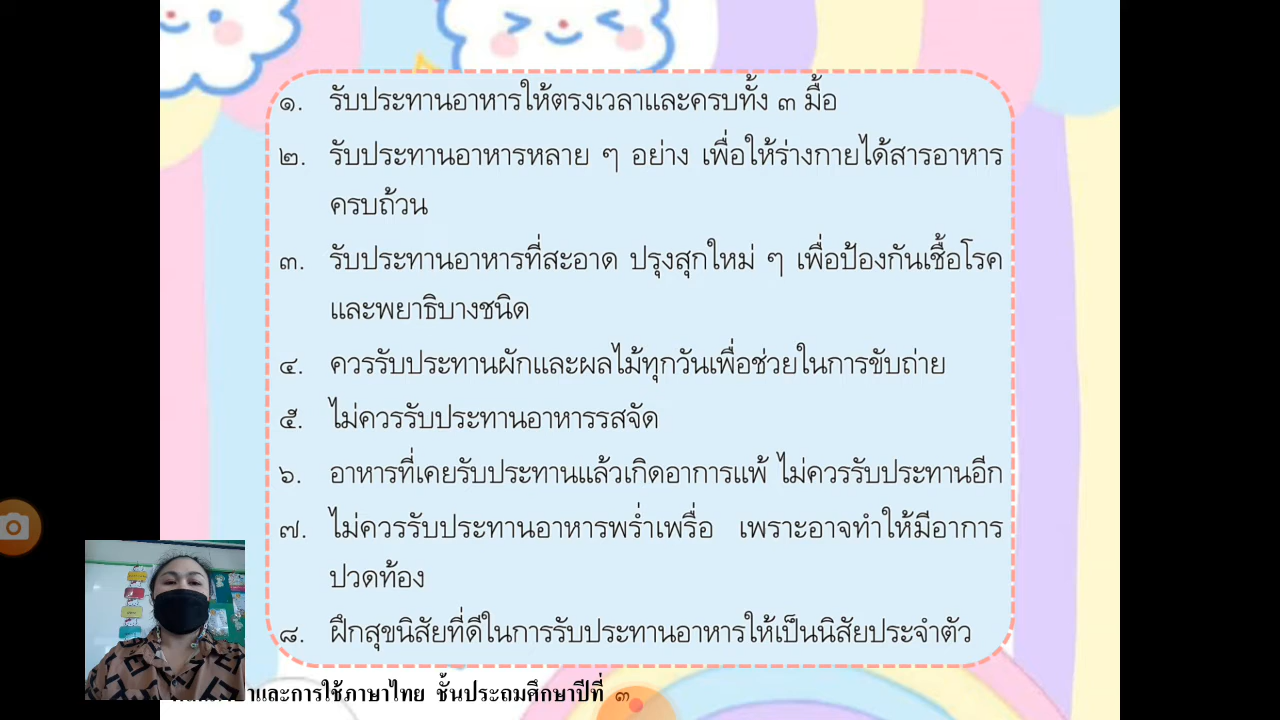 ๑. รับประทานอาหารให้ตรงเวลาและครบทั้ง ๓ มื้อ
๒. รับประทานอาหารหลาย ๆ อย่าง เพื่อให้ร่างกายได้สารอาหาร
ครบถ้วน
๓. รับประทานอาหารที่สะอาด ปรุงสุกใหม่ ๆ เพื่อป้องกันเชื้อโรค
และพยาธิบางชนิด
๔. ควรรับประทานผักและผลไม้ทุกวันเพื่อช่วยในการขับถ่าย
๕. ไม่ควรรับประทานอาหารรสจัด
๖. อาหารที่เคยรับประทานแล้วเกิดอาการแพ้ ไม่ควรรับประทานอีก
๗. ไม่ควรรับประทานอาหารพร่ำเพรื่อ เพราะอาจทำให้มีอาการ
ปวดท้อง
๘. ฝึกสุขนิสัยที่ดีในการรับประทานอาหารให้เป็นนิสัยประจำตัว
และการใช้ภาษาไทย ชั้นประถมศึกษาปีที่ ๓